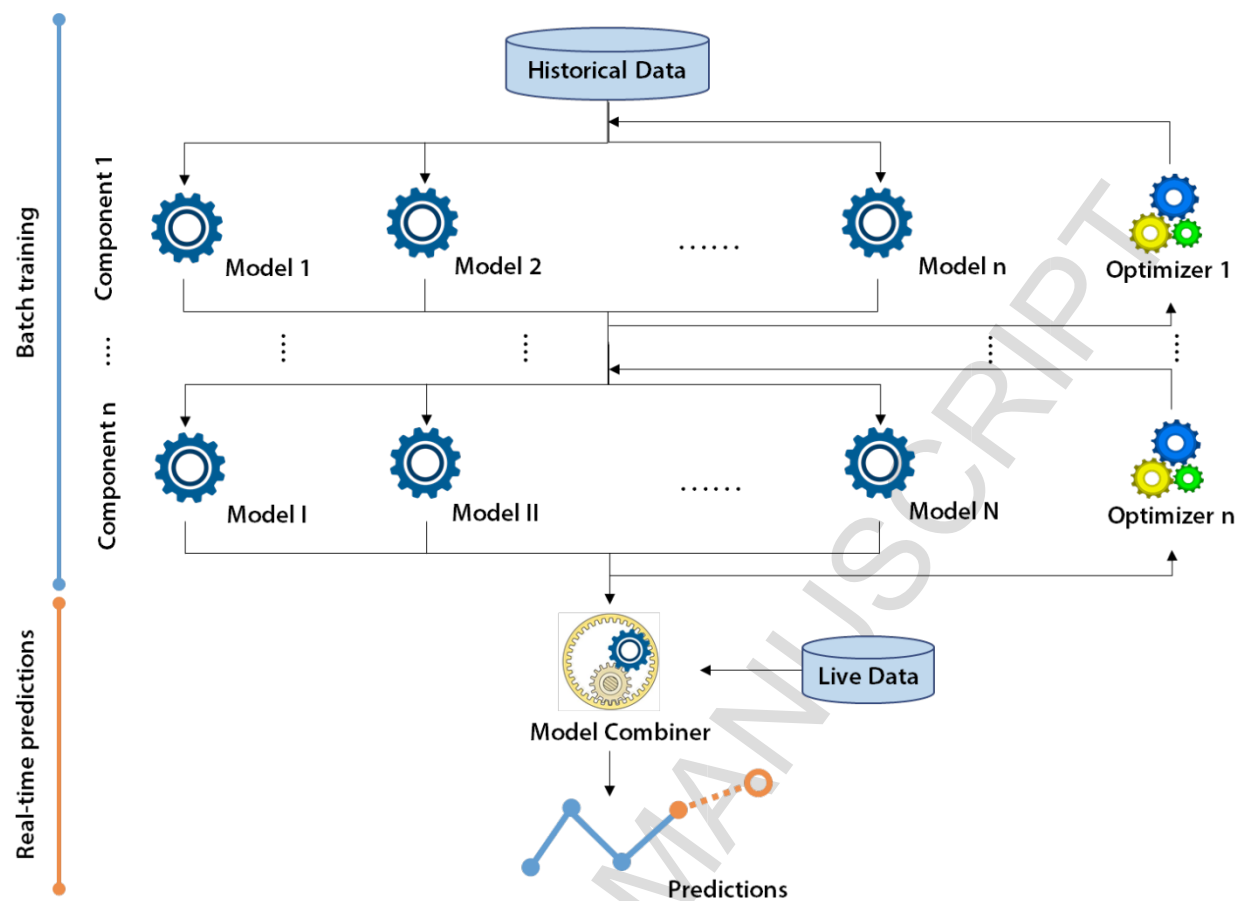 Historical Data
Component 1
Model 1
Model 2
......
Model n
Optimizer 1
Batch training
....
....
....
....
....
Component n
Model I
Model II
......
Model N
Optimizer n
Real-time predictions
Live Data
Model Combiner
Predictions
MANUSCRIPT